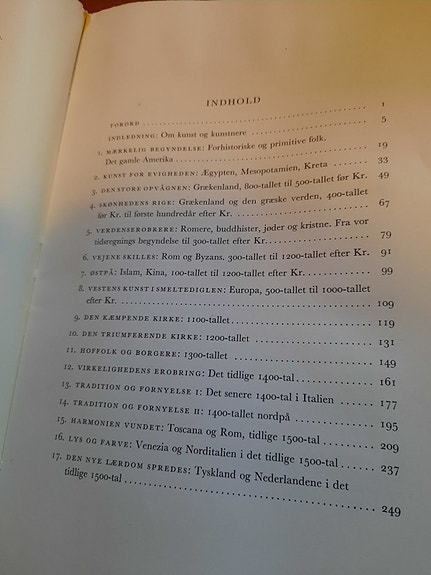 INDHOLD
FORORD 1
INDLEDNING: Om kunst og kunstnere 5
1. MÆRKELIG BEGYNDELSE: Forhistoriske og primitive folk.
Det gamle Amerika 19
2. KUNST FOR EVIGHEDEN: Ægypten, Mesopotamien, Kreta 33
3. DEN STORE OPVÅGNEN: Grækenland, 800-tallet til 500-tallet før Kr. 49
4. SKØNHEDENS RIGE: Grækenland og den græske verden, 400-tallet
før Kr. til første hundredår efter Kr. 67
5. VERDENSEROBRERE: Romere, buddhister, jøder og kristne. Fra vor
tidsregnings begyndelse til 300-tallet efter Kr. 79
6. VEJENE SKILLES: Rom og Byzans. 300-tallet til 1200-tallet efter Kr. 91
7. ØSTPÅ: Islam, Kina, 100-tallet til 1200-tallet efter Kr. 99
8. VESTENS KUNST I SMELTEDIGLEN: Europa, 500-tallet til 1000-tallet
efter Kr. 109
9. DEN KÆMPENDE KIRKE: 1100-tallet 119
10. DEN TRIUMFERENDE KIRKE: 1200-tallet 131
11. HOFFOLK OG BORGERE: 1300-tallet 149
12. VIRKELIGHEDENS EROBRING: Det tidlige 1400-tal 161
13. TRADITION OG FORNYELSE I: Det senere 1400-tal i Italien 177
14. TRADITION OG FORNYELSE II: 1400-tallet nordpå 195
15. HARMONIEN VUNDET: Toscana og Rom, tidlige 1500-tal 209
16. LYS OG FARVE: Venezia og Norditalien i det tidlige 1500-tal 237
17. DEN NYE LÆRDOM SPREDES: Tyskland og Nederlandene i det
tidlige 1500-tal 249